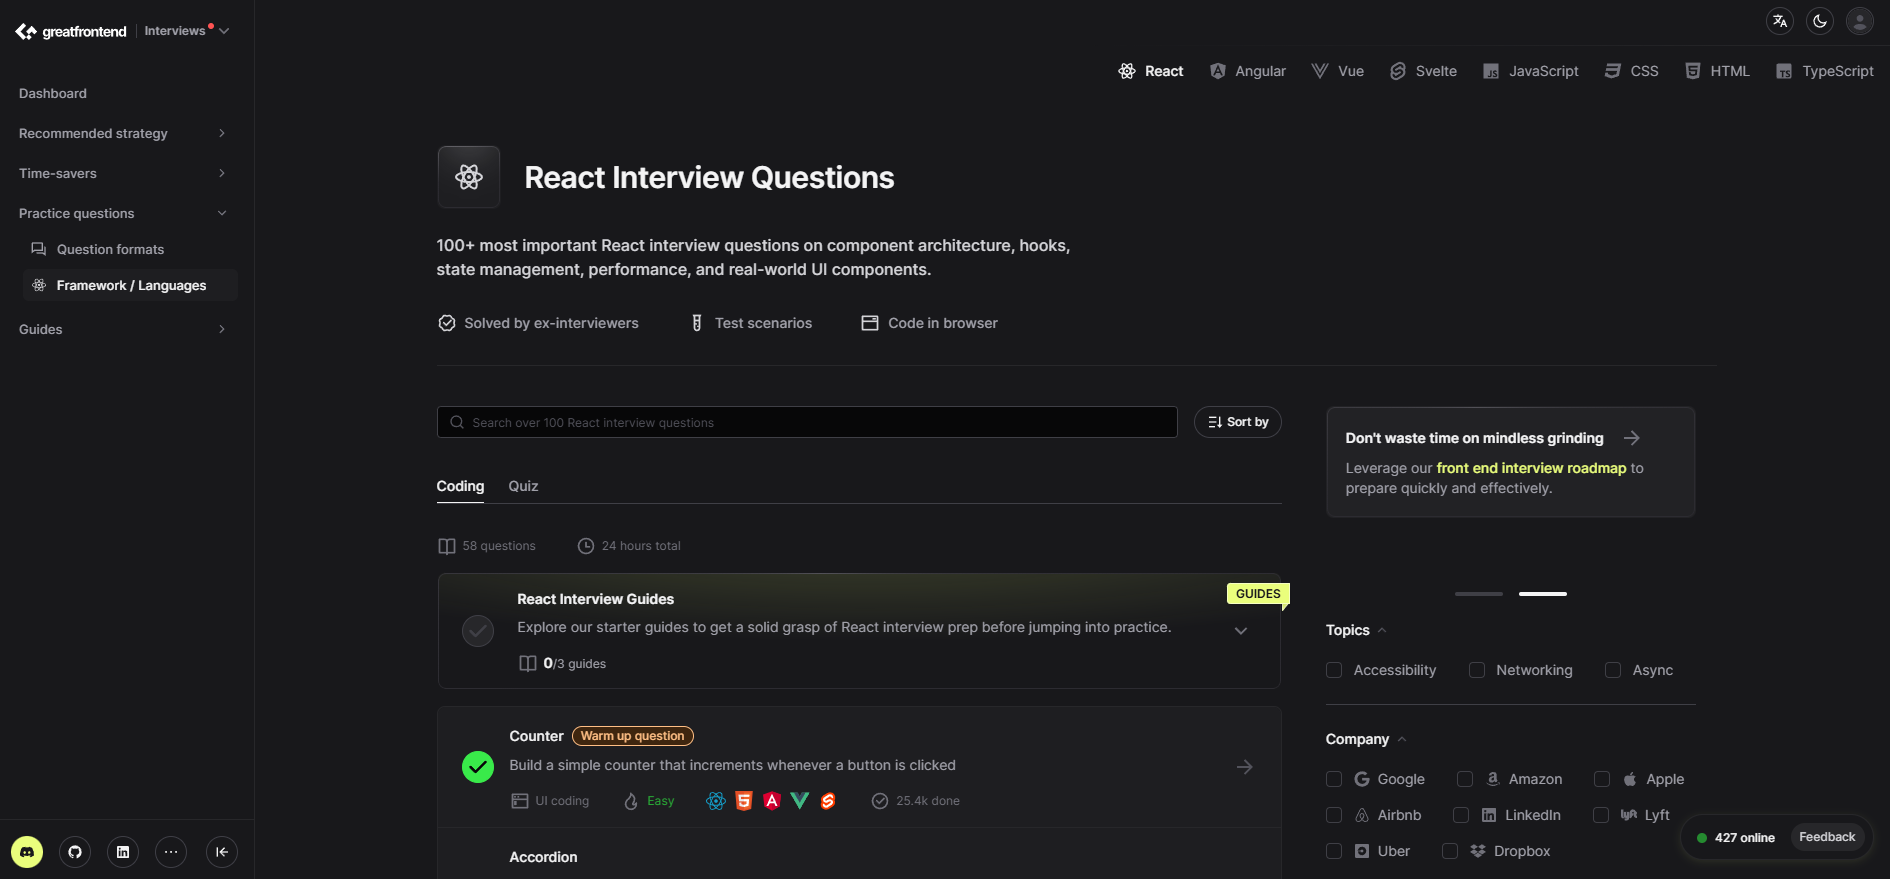 greatfrontend
Interviews
Dashboard
Recommended strategy
Time-savers
Practice questions
Question formats
Framework / Languages
Guides
React
Angular
Vue
Svelte
JS JavaScript
CSS
HTML
TS TypeScript
React Interview Questions
100+ most important React interview questions on component architecture, hooks,
state management, performance, and real-world UI components.
Solved by ex-interviewers
Test scenarios
Code in browser
Search over 100 React interview questions
Sort by
Coding
Quiz
58 questions
24 hours total
React Interview Guides
GUIDES
Explore our starter guides to get a solid grasp of React interview prep before jumping into practice.
0/3 guides
Counter
Warm up question
Build a simple counter that increments whenever a button is clicked
UI coding
Easy
25.4k done
Accordion
Don't waste time on mindless grinding
Leverage our front end interview roadmap to
prepare quickly and effectively.
Topics
Accessibility
Networking
Async
Company
Google
Amazon
Apple
Airbnb
LinkedIn
Lyft
Uber
Dropbox
427 online
Feedback